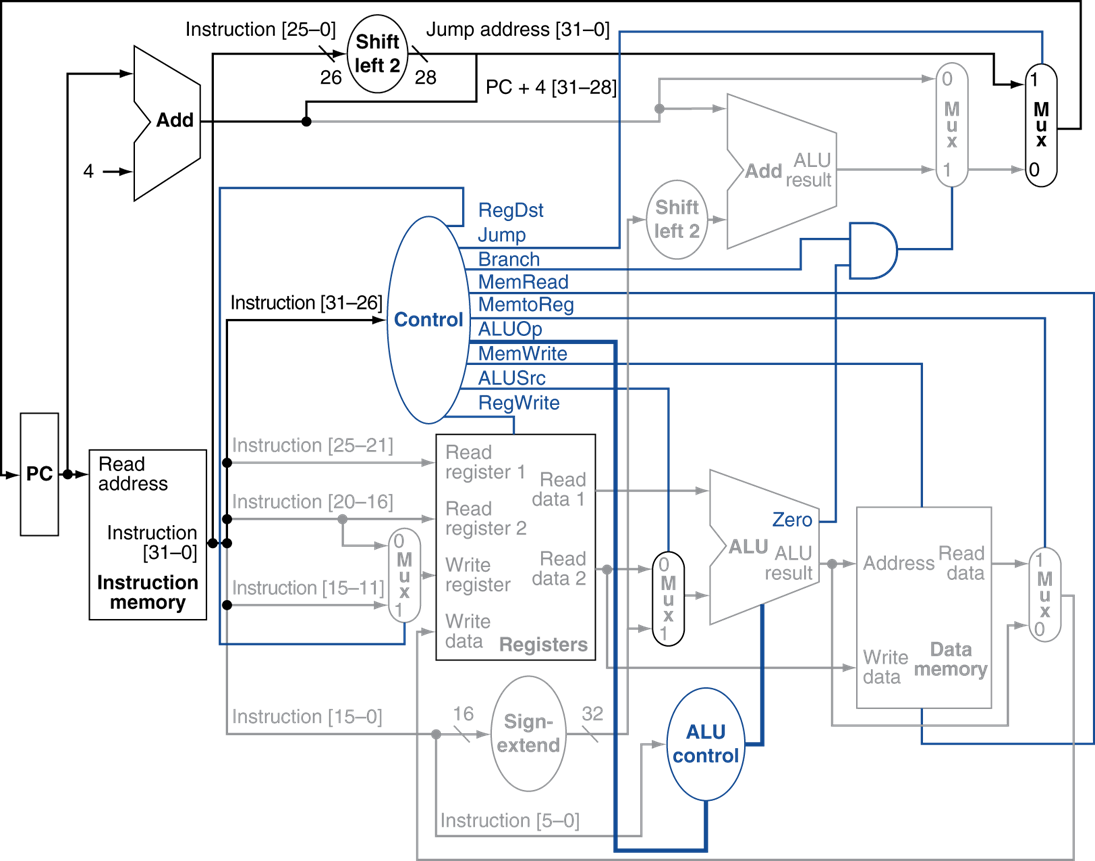 Instruction [25–0]
Shift
left 2
Jump address [31–0]
26
28
PC + 4 [31–28]
Add
4
0
M
u
x
1
1
M
u
x
0
Add
ALU
result
Shift
left 2
RegDst
Jump
Branch
MemRead
MemtoReg
ALUOp
MemWrite
ALUSrc
RegWrite
Instruction [31–26]
Control
PC
Read
address
Instruction
[31–0]
Instruction
memory
Instruction [25–21]
Instruction [20–16]
Instruction [15–11]
0
M
u
x
1
Read
register 1
Read
register 2
Write
register
Write
data
Read
data 1
Read
data 2
Registers
0
M
u
x
1
Zero
ALU
ALU
result
Address
Read
data
Write
data
Data
memory
1
M
u
x
0
Instruction [15–0]
16
Sign-
extend
32
ALU
control
Instruction [5–0]